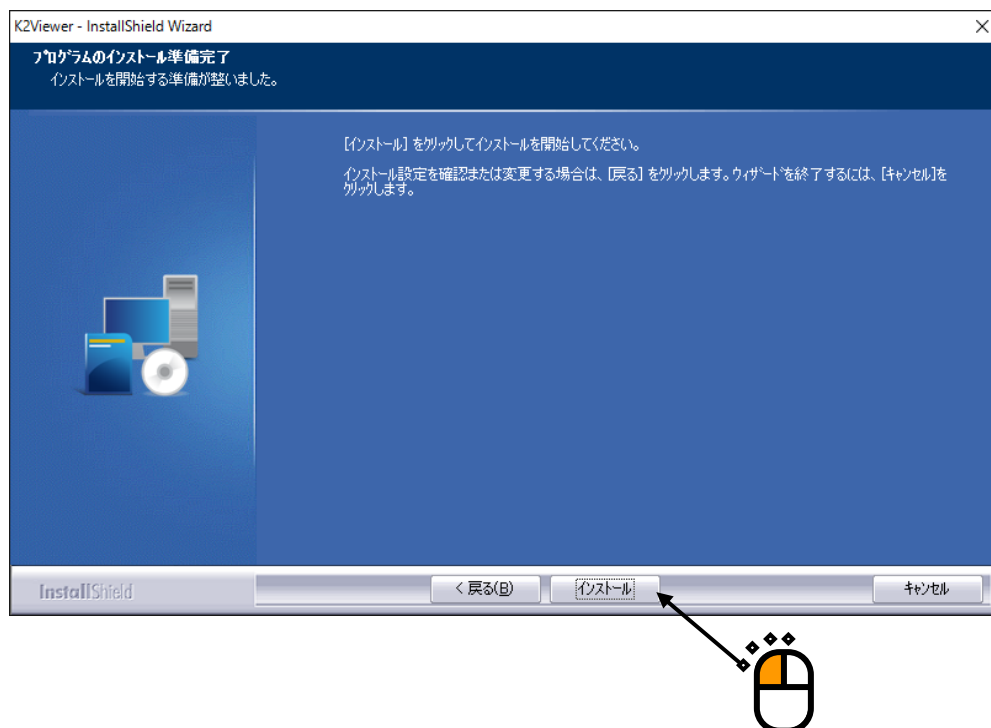 K2Viewer - InstallShield Wizard
プログラムのインストール準備完了
インストールを開始する準備が整いました。
[インストール] をクリックしてインストールを開始してください。
インストール設定を確認または変更する場合は、[戻る] をクリックします。ウィザードを終了するには、[キャンセル]を
クリックします。
InstallShield
< 戻る(B)
インストール
キャンセル